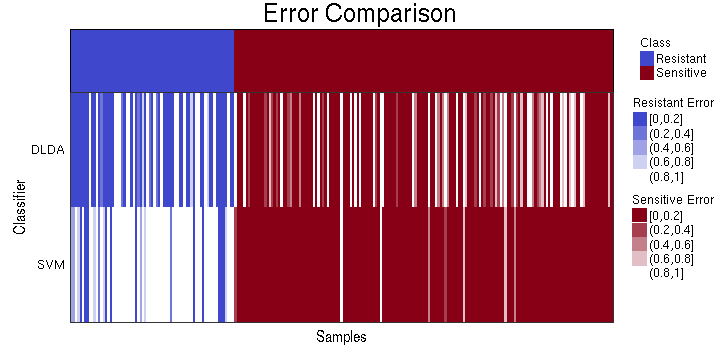 Error Comparison
Class
Resistant
Sensitive
Resistant Error
[0,0.2]
(0.2,0.4]
(0.4,0.6]
(0.6,0.8]
(0.8,1]
Sensitive Error
[0,0.2]
(0.2,0.4]
(0.4,0.6]
(0.6,0.8]
(0.8,1]
Classifier
DLDA
SVM
Samples